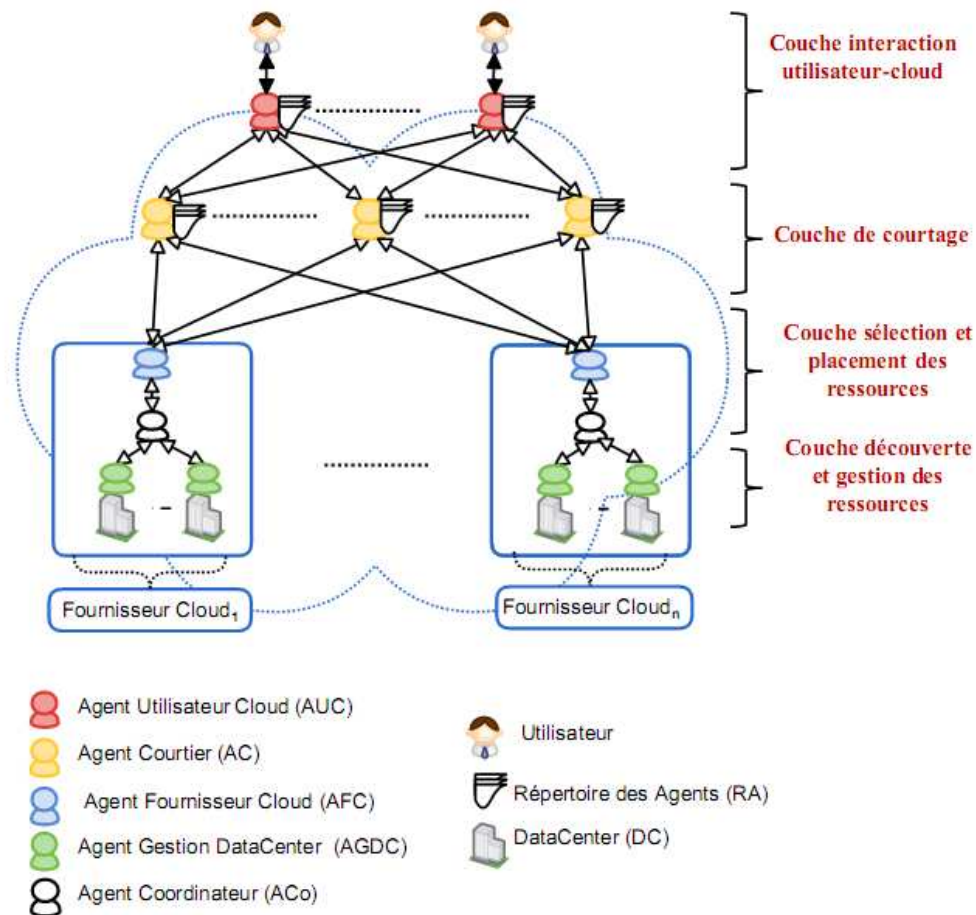 Couche interaction
utilisateur-cloud
Couche de courtage
Couche sélection et
placement des
ressources
Couche découverte
et gestion des
ressources
Fournisseur Cloud1
Fournisseur Cloudn
Agent Utilisateur Cloud (AUC)
Agent Courtier (AC)
Agent Fournisseur Cloud (AFC)
Agent Gestion DataCenter (AGDC)
Agent Coordinateur (ACo)
Utilisateur
Répertoire des Agents (RA)
DataCenter (DC)